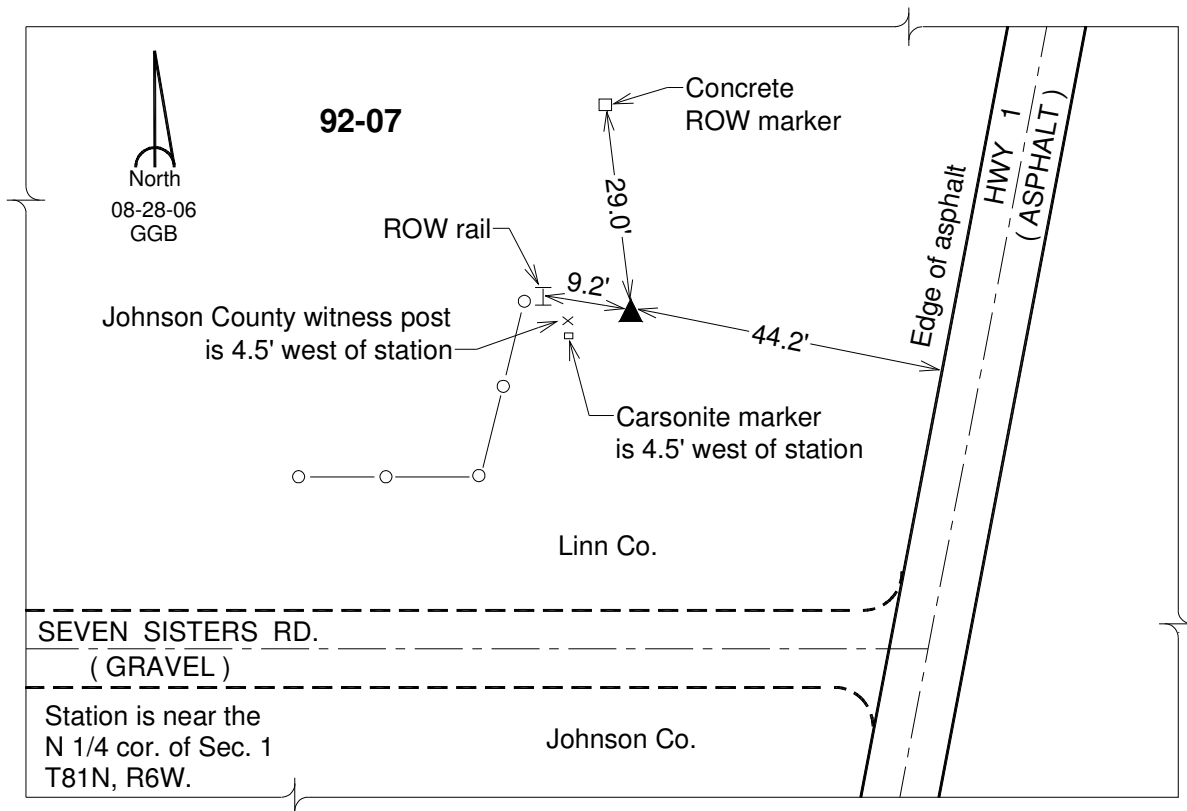 92-07
North
08-28-06
GGB
Concrete
ROW marker
29.0'
ROW rail
9.2'
Johnson County witness post
is 4.5' west of station
44.2'
Edge of asphalt
HWY 1
( ASPHALT )
Carsonite marker
is 4.5' west of station
Linn Co.
SEVEN SISTERS RD.
( GRAVEL )
Station is near the
N 1/4 cor. of Sec. 1
T81N, R6W.
Johnson Co.